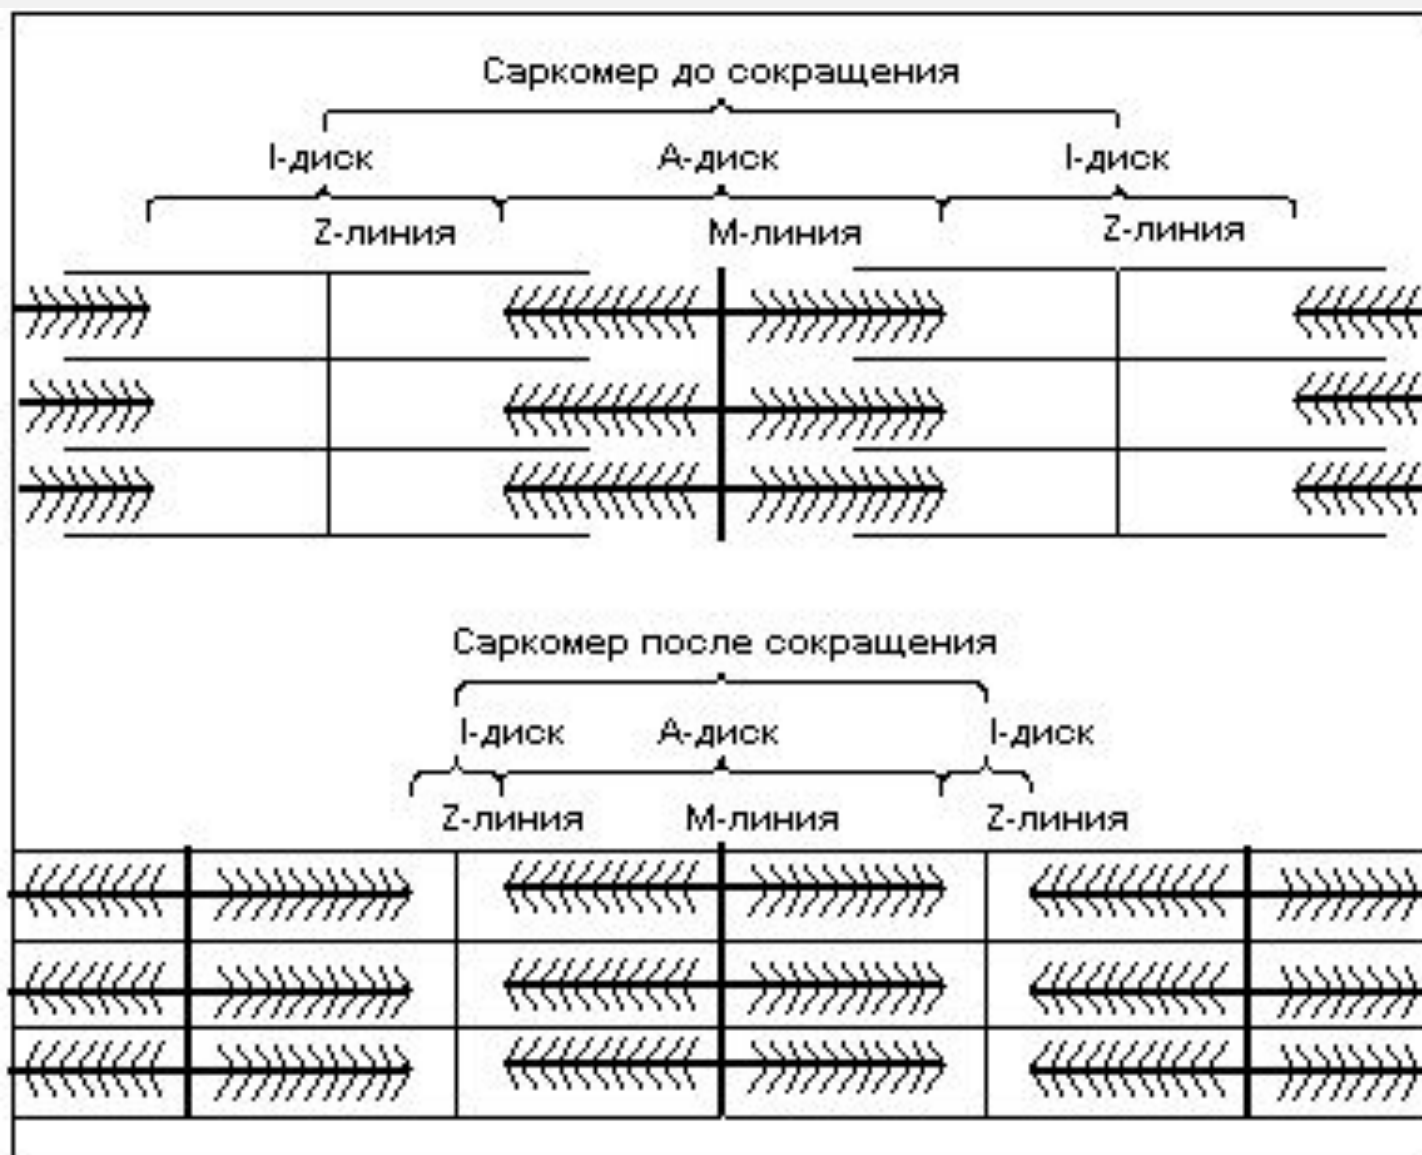 Саркомер до сокращения
I-диск А-диск I-диск
Z-линия М-линия Z-линия
Саркомер после сокращения
I-диск А-диск I-диск
Z-линия М-линия Z-линия